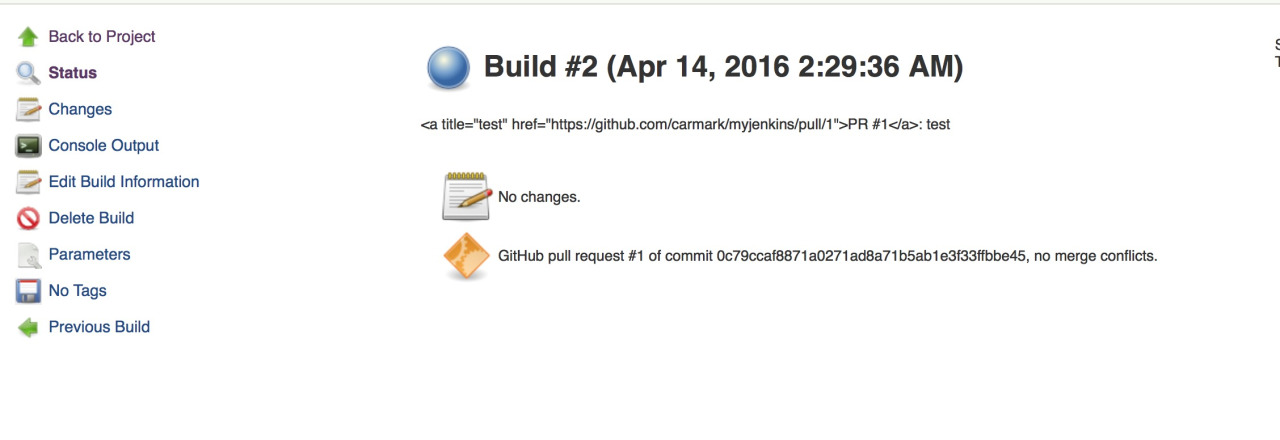 Back to Project
Status
Changes
Console Output
Edit Build Information
Delete Build
Parameters
No Tags
Previous Build
Build #2 (Apr 14, 2016 2:29:36 AM)
<a title="test" href="https://github.com/carmark/myjenkins/pull/1">PR #1</a>: test
No changes.
GitHub pull request #1 of commit 0c79ccaf8871a0271ad8a71b5ab1e3f33ffbbe45, no merge conflicts.